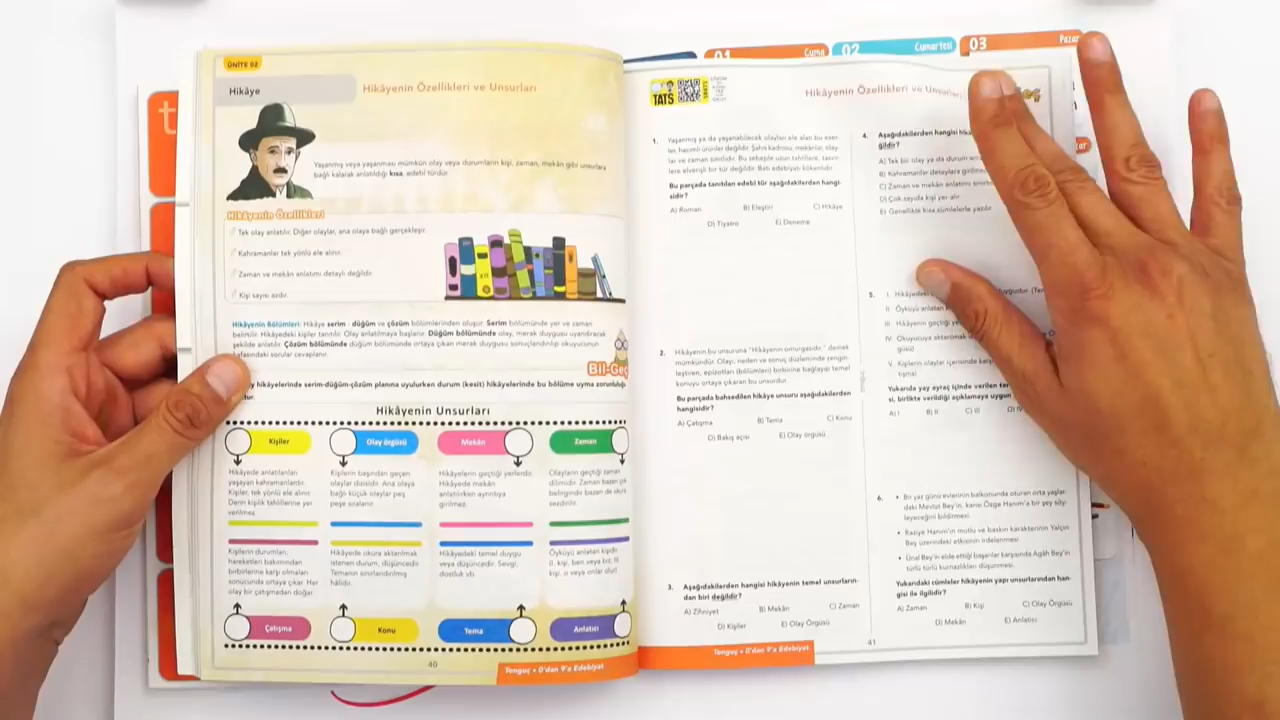 01 Cuma
02 Cumartesi
03 Pazar
ÜNİTE 02
Hikâye
Hikâyenin Özellikleri ve Unsurları
Yaşanmış veya yaşanması mümkün olay veya durumların kişi, zaman, mekân gibi unsurlara
bağlı kalarak anlatıldığı kısa, edebî türdür.
Hikâyenin Özellikleri
Tek olay anlatılır. Diğer olaylar, ana olaya bağlı gerçekleşir.
Kahramanlar tek yönlü ele alınır.
Zaman ve mekân anlatımı detaylı değildir.
Kişi sayısı azdır.
Hikâyenin Bölümleri: Hikâye serim - düğüm ve çözüm bölümlerinden oluşur. Serim bölümünde yer ve zaman
belirtilir. Hikâyedeki kişiler tanıtılır. Olay anlatılmaya başlanır. Düğüm bölümünde olay, merak duygusu uyandıracak
şekilde anlatılır. Çözüm bölümünde düğüm bölümünde ortaya çıkan merak duygusu sonuçlandırılıp okuyucunun
kafasındaki sorular cevaplanır.
Bil-Geç
hikâyelerinde serim-düğüm-çözüm planına uyulurken durum (kesit) hikâyelerinde bu bölüme uyma zorunluluğu
Hikâyenin Unsurları
Kişiler
Hikâyede anlatılanları
yaşayan kahramanlardır.
Kişiler, tek yönlü ele alınır.
Derin kişilik tahlillerine yer
verilmez.
Olay örgüsü
Kişilerin başından geçen
olaylar dizisidir. Ana olaya
bağlı küçük olaylar peş
peşe sıralanır.
Mekân
Hikâyelerin geçtiği yerlerdir.
Hikâyede mekân
anlatılırken ayrıntıya
girilmez.
Zaman
Olayların geçtiği zaman
dilimidir. Zaman bazen
belirgindir bazen de
sezdirilir.
Kişilerin durumları,
hareketleri bakımından
birbirlerine karşı olmaları
sonucunda ortaya çıkar. Her
olay bir çatışmadan doğar.
Çatışma
Hikâyede okura aktarılmak
istenen durum, düşüncedir.
Temanın sınırlandırılmış
hâlidir.
Konu
Hikâyedeki temel duygu
veya düşüncedir. Sevgi,
dostluk vb.
Tema
Öyküyü anlatan kişidir.
(I. kişi, ben veya biz; III.
kişi, o veya onlar olur)
Anlatıcı
40
Tonguç • 0'dan 9'a Edebiyat
TATS
Hikâyenin Özellikleri ve Unsurları
1. Yaşanmış ya da yaşanabilecek olayları ele alan bu eser-
ler, hacimli ürünler değildir. Şahıs kadrosu, mekânlar, olay-
lar ve zaman sınırlıdır. Bu sebeple uzun tahlillere, tasvir-
lere elverişli bir tür değildir. Batı edebiyatı kökenlidir.
Bu parçada tanıtılan edebî tür aşağıdakilerden hangi-
sidir?
A) Roman B) Eleştiri C) Hikâye
D) Tiyatro E) Deneme
2. Hikâyenin bu unsuruna "Hikâyenin omurgasıdır." demek
mümkündür. Olayı, neden ve sonuç düzleminde zengin-
leştiren, epizotları (bölümleri) birbirine bağlayıp temel
konuyu ortaya çıkaran bu unsurdur.
Bu parçada bahsedilen hikâye unsuru aşağıdakilerden
hangisidir?
A) Çatışma B) Tema C) Konu
D) Bakış açısı E) Olay örgüsü
3. Aşağıdakilerden hangisi hikâyenin temel unsurların-
dan biri değildir?
A) Zihniyet B) Mekân C) Zaman
D) Kişiler E) Olay Örgüsü
4. Aşağıdakilerden hangisi
gildir?
A) Tek bir olay ya da durum
B) Kahramanlar detaylara
C) Zaman ve mekân anlatımı
D) Çok sayıda kişi yer alır.
E) Genellikle kısa cümlelerle yazılır.
5. I. Hikâyedeki duygudur.
II. Öyküyü anlatan
III. Hikâyenin geçtiği
IV. Okuyucuya aktarılmak
V. Kişilerin olaylar içerisinde
Yukarıda yay ayraç içinde verilen
si, birlikte verildiği açıklamaya uygun
A) I B) II C) III D) IV
6. • Bir yaz günü evlerinin balkonunda oturan orta yaşlar-
daki Mevlüt Bey'in, karısı Özge Hanım'a bir şey söy-
leyeceğini bildirmesi.
• Raziye Hanım'ın mutlu ve baskın karakterinin Yalçın
Bey üzerindeki etkisinin irdelenmesi.
• Ünal Bey'in elde ettiği başarılar karşısında Agâh Bey'in
türlü türlü kurnazlıkları düşünmesi.
Yukarıdaki cümleler hikâyenin yapı unsurlarından han-
gisi ile ilgilidir?
A) Zaman B) Kişi C) Olay Örgüsü
D) Mekân E) Anlatıcı
41
Tonguç • 0'dan 9'a Edebiyat